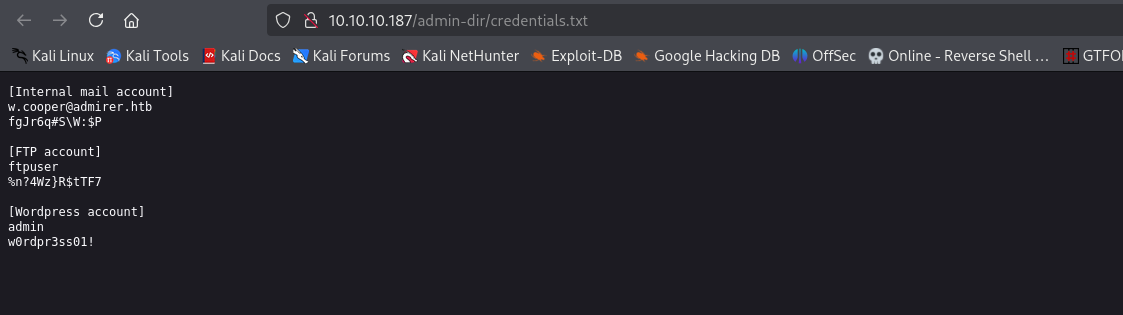 10.10.10.187/admin-dir/credentials.txt
Kali Linux Kali Tools Kali Docs Kali Forums Kali NetHunter Exploit-DB Google Hacking DB OffSec Online - Reverse Shell … GTFO
[Internal mail account]
w.cooper@admirer.htb
fgJr6q#S\W:$P
[FTP account]
ftpuser
%n?4Wz}R$tTF7
[Wordpress account]
admin
w0rdpr3ss01!